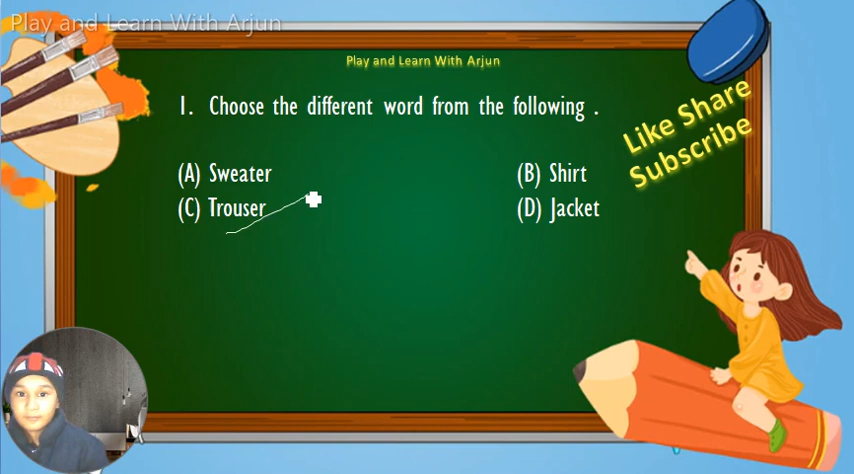 Play and Learn With Arjun
Play and Learn With Arjun
1. Choose the different word from the following .
Like Share
Subscribe
(A) Sweater
(B) Shirt
(C) Trouser
(D) Jacket